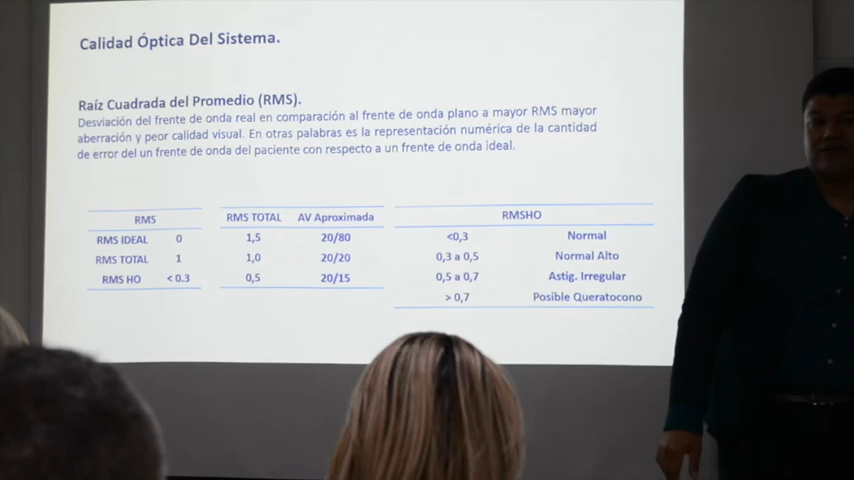 Calidad Óptica Del Sistema.
Raíz Cuadrada del Promedio (RMS).
Desviación del frente de onda real en comparación al frente de onda plano a mayor RMS mayor
aberración y peor calidad visual. En otras palabras es la representación numérica de la cantidad
de error del un frente de onda del paciente con respecto a un frente de onda ideal.
RMS
RMS IDEAL 0
RMS TOTAL 1
RMS HO < 0.3
RMS TOTAL AV Aproximada
1,5 20/80
1,0 20/20
0,5 20/15
RMSHO
<0,3 Normal
0,3 a 0,5 Normal Alto
0,5 a 0,7 Astig. Irregular
> 0,7 Posible Queratocono